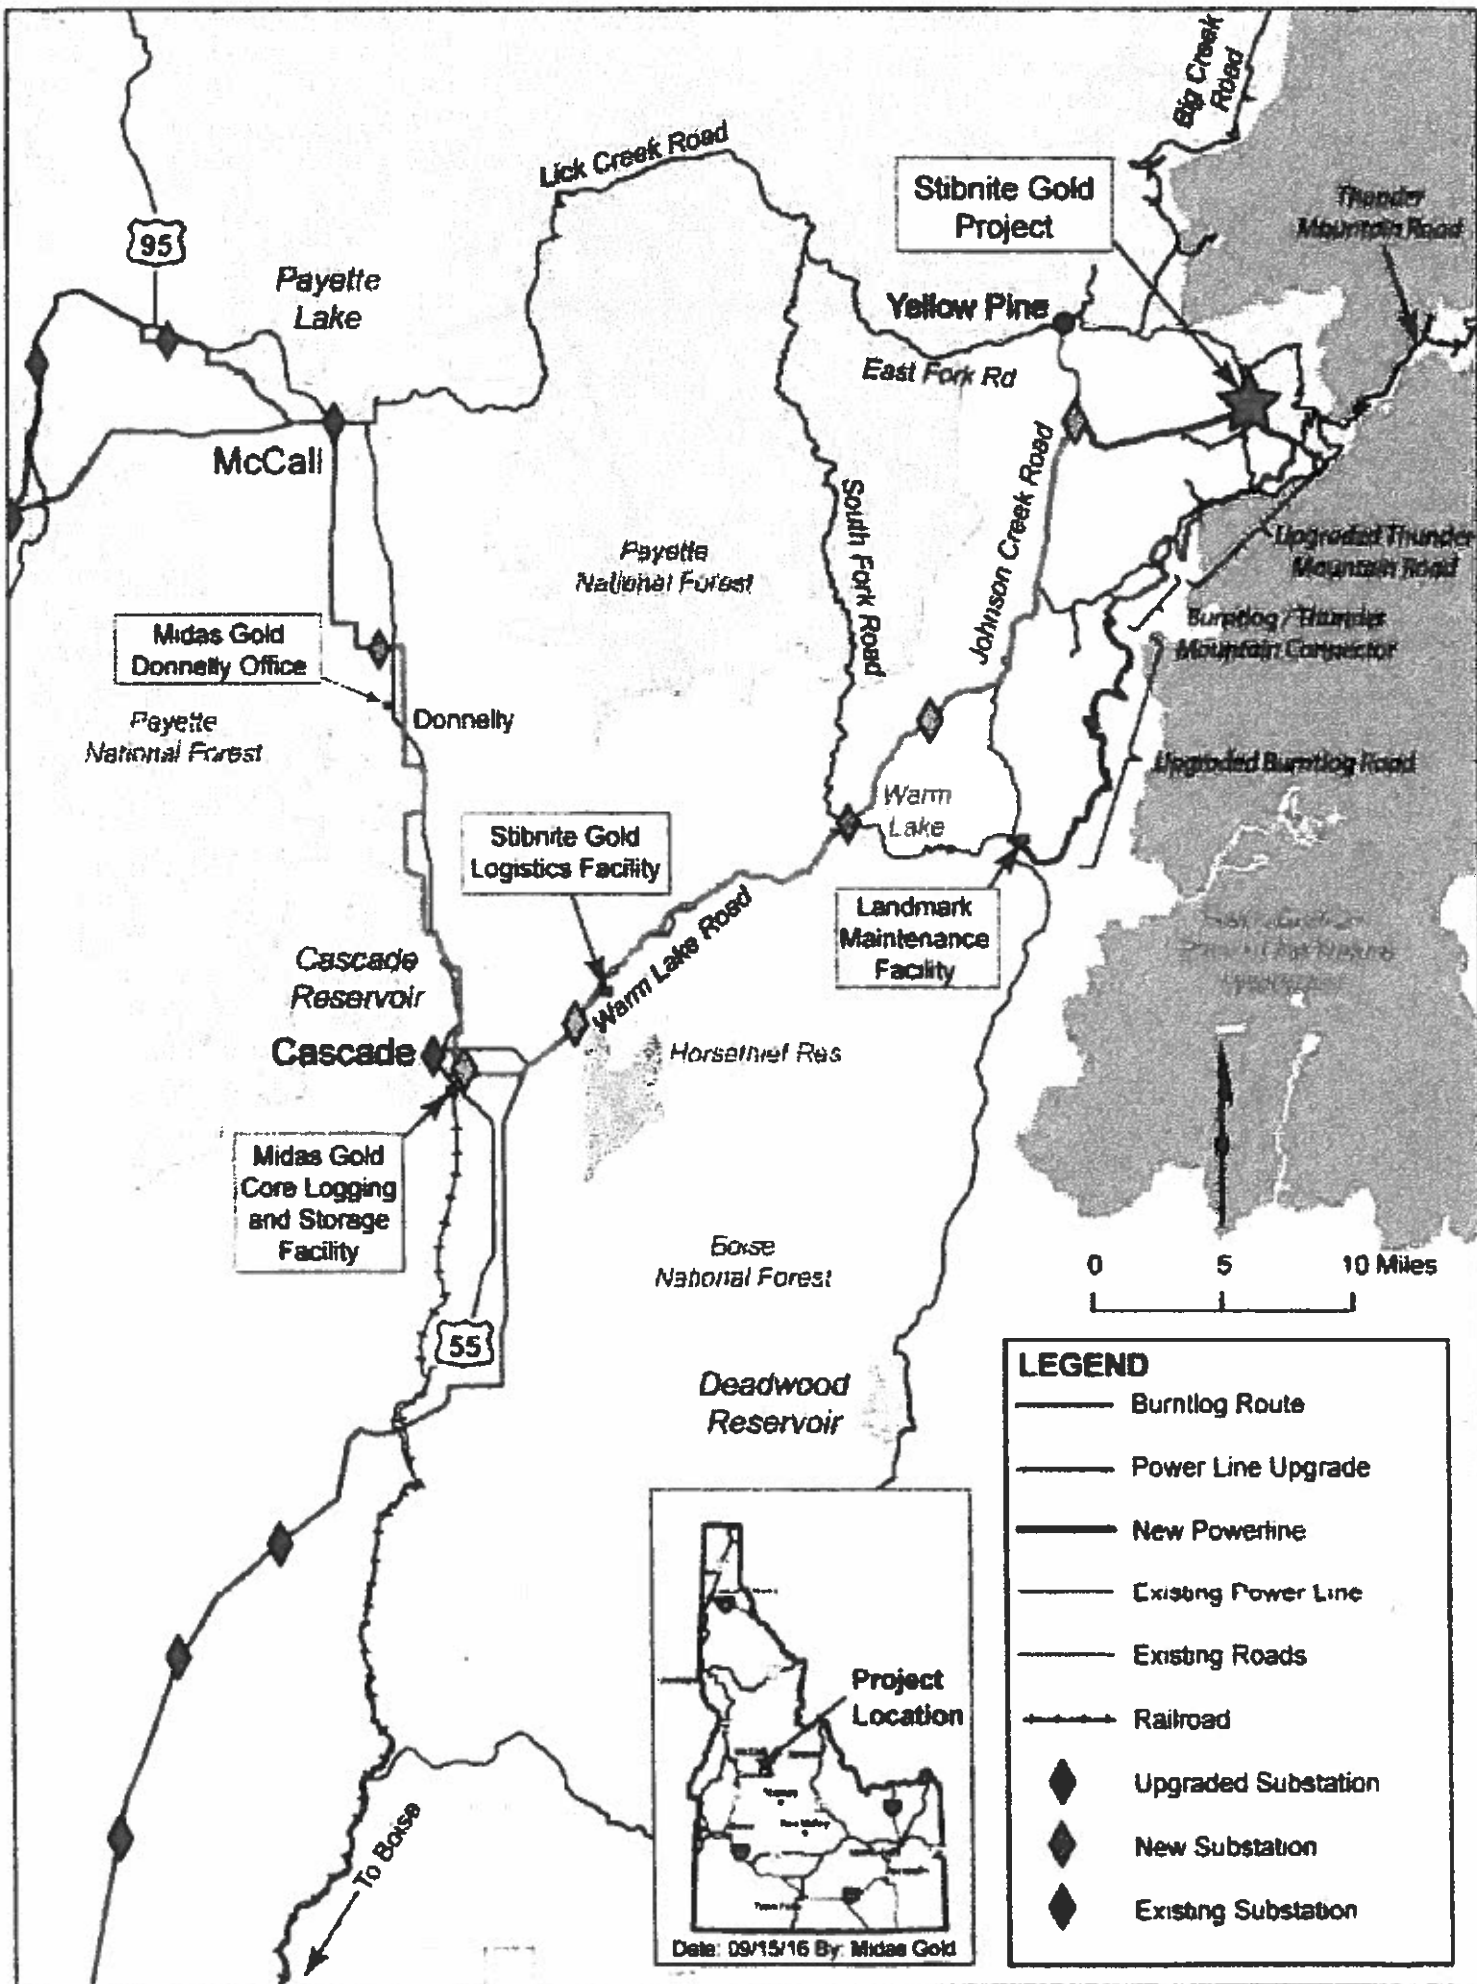 Big Creek
Road
Lick Creek Road
Stibnite Gold
Project
Thunder
Mountain Road
95
Payette
Lake
Yellow Pine
East Fork Rd
McCall
South Fork Road
Johnson Creek Road
Payette
National Forest
Upgraded Thunder
Mountain Road
Midas Gold
Donnelly Office
Burntlog / Thunder
Mountain Connector
Donnelly
Payette
National Forest
Upgraded Burntlog Road
Warm
Lake
Stibnite Gold
Logistics Facility
Landmark
Maintenance
Facility
Warm Lake Road
Cascade
Reservoir
Cascade
Horsethief Res
Midas Gold
Core Logging
and Storage
Facility
Boise
National Forest
0 5 10 Miles
55
Deadwood
Reservoir
LEGEND
Burntlog Route
Power Line Upgrade
New Powerline
Existing Power Line
Existing Roads
Railroad
Upgraded Substation
New Substation
Existing Substation
Project
Location
To Boise
Date: 09/15/16 By: Midas Gold